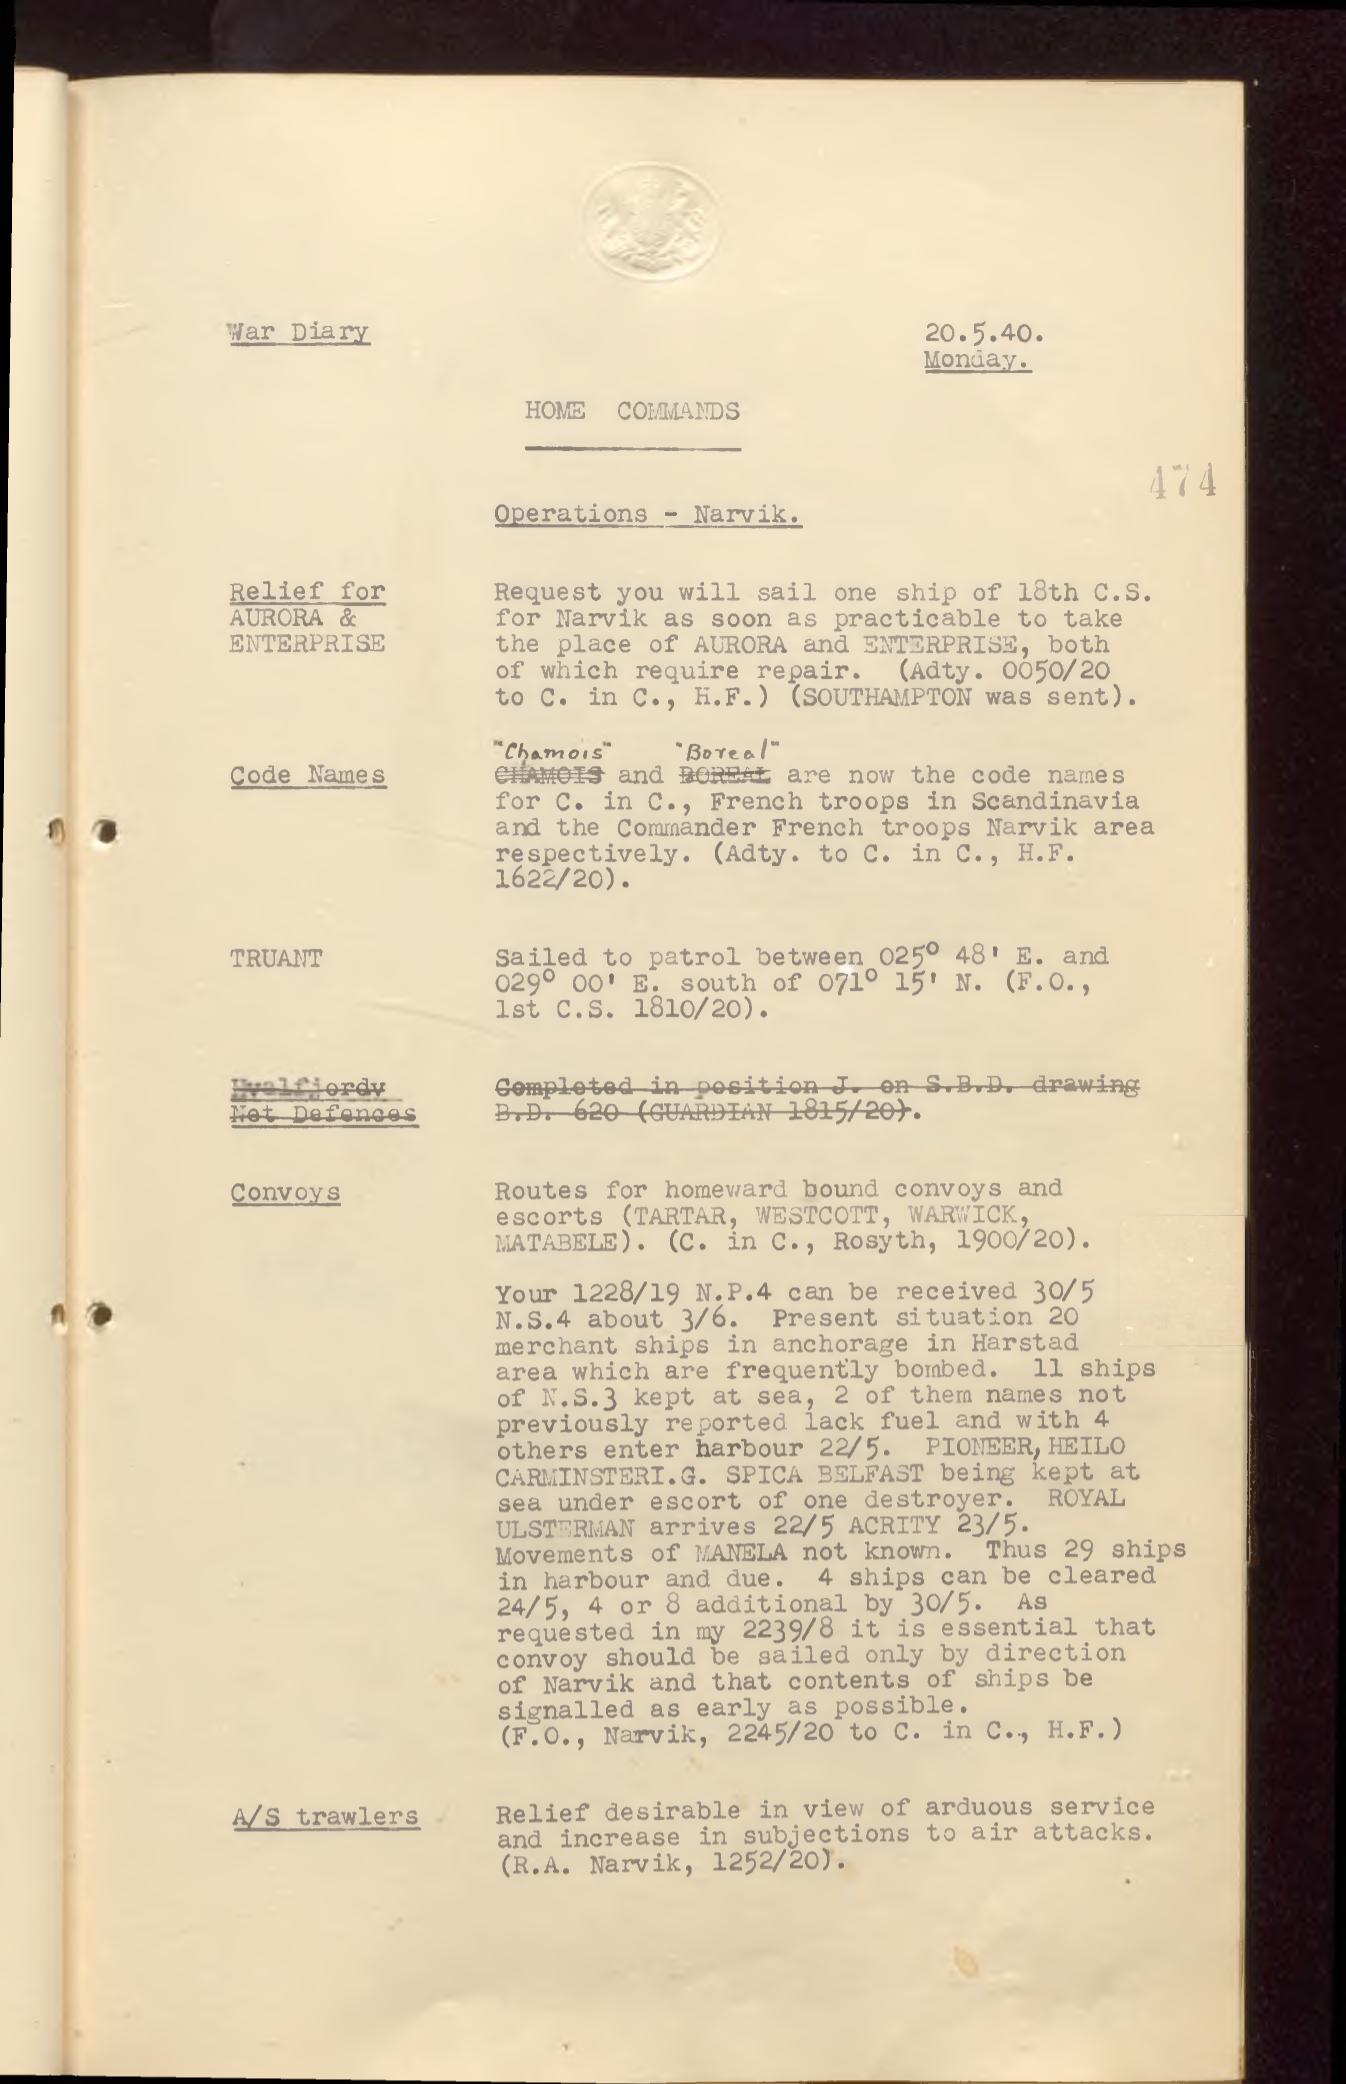 War Diary
20.5.40.
Monday.
HOME COMMANDS
474
Operations - Narvik.
Relief for
AURORA &
ENTERPRISE
Request you will sail one ship of 18th C.S.
for Narvik as soon as practicable to take
the place of AURORA and ENTERPRISE, both
of which require repair. (Adty. 0050/20
to C. in C., H.F.) (SOUTHAMPTON was sent).
"Chamois" "Boreal"
Code Names
CHAMOIS and BOREAL are now the code names
for C. in C., French troops in Scandinavia
and the Commander French troops Narvik area
respectively. (Adty. to C. in C., H.F.
1622/20).
TRUANT
Sailed to patrol between 025° 48' E. and
029° 00' E. south of 071° 15' N. (F.O.,
1st C.S. 1810/20).
Hvalfjordv
Net Defences
Completed in position J. on S.B.D. drawing
B.D. 620 (GUARDIAN 1815/20).
Convoys
Routes for homeward bound convoys and
escorts (TARTAR, WESTCOTT, WARWICK,
MATABELE). (C. in C., Rosyth, 1900/20).
Your 1228/19 N.P.4 can be received 30/5
N.S.4 about 3/6. Present situation 20
merchant ships in anchorage in Harstad
area which are frequently bombed. 11 ships
of N.S.3 kept at sea, 2 of them names not
previously reported lack fuel and with 4
others enter harbour 22/5. PIONEER, HEILO
CARMINSTERI.G. SPICA BELFAST being kept at
sea under escort of one destroyer. ROYAL
ULSTERMAN arrives 22/5 ACRITY 23/5.
Movements of MANELA not known. Thus 29 ships
in harbour and due. 4 ships can be cleared
24/5, 4 or 8 additional by 30/5. As
requested in my 2239/8 it is essential that
convoy should be sailed only by direction
of Narvik and that contents of ships be
signalled as early as possible.
(F.O., Narvik, 2245/20 to C. in C., H.F.)
A/S trawlers
Relief desirable in view of arduous service
and increase in subjections to air attacks.
(R.A. Narvik, 1252/20).